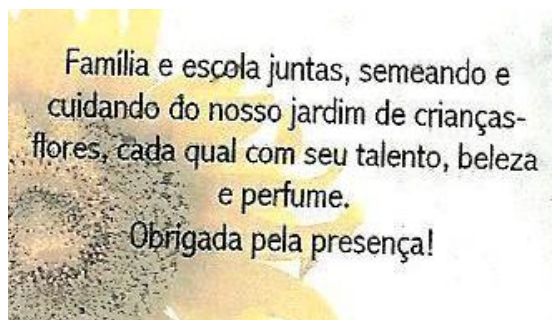 Família e escola juntas, semeando e
cuidando do nosso jardim de crianças-
flores, cada qual com seu talento, beleza
e perfume.
Obrigada pela presença!